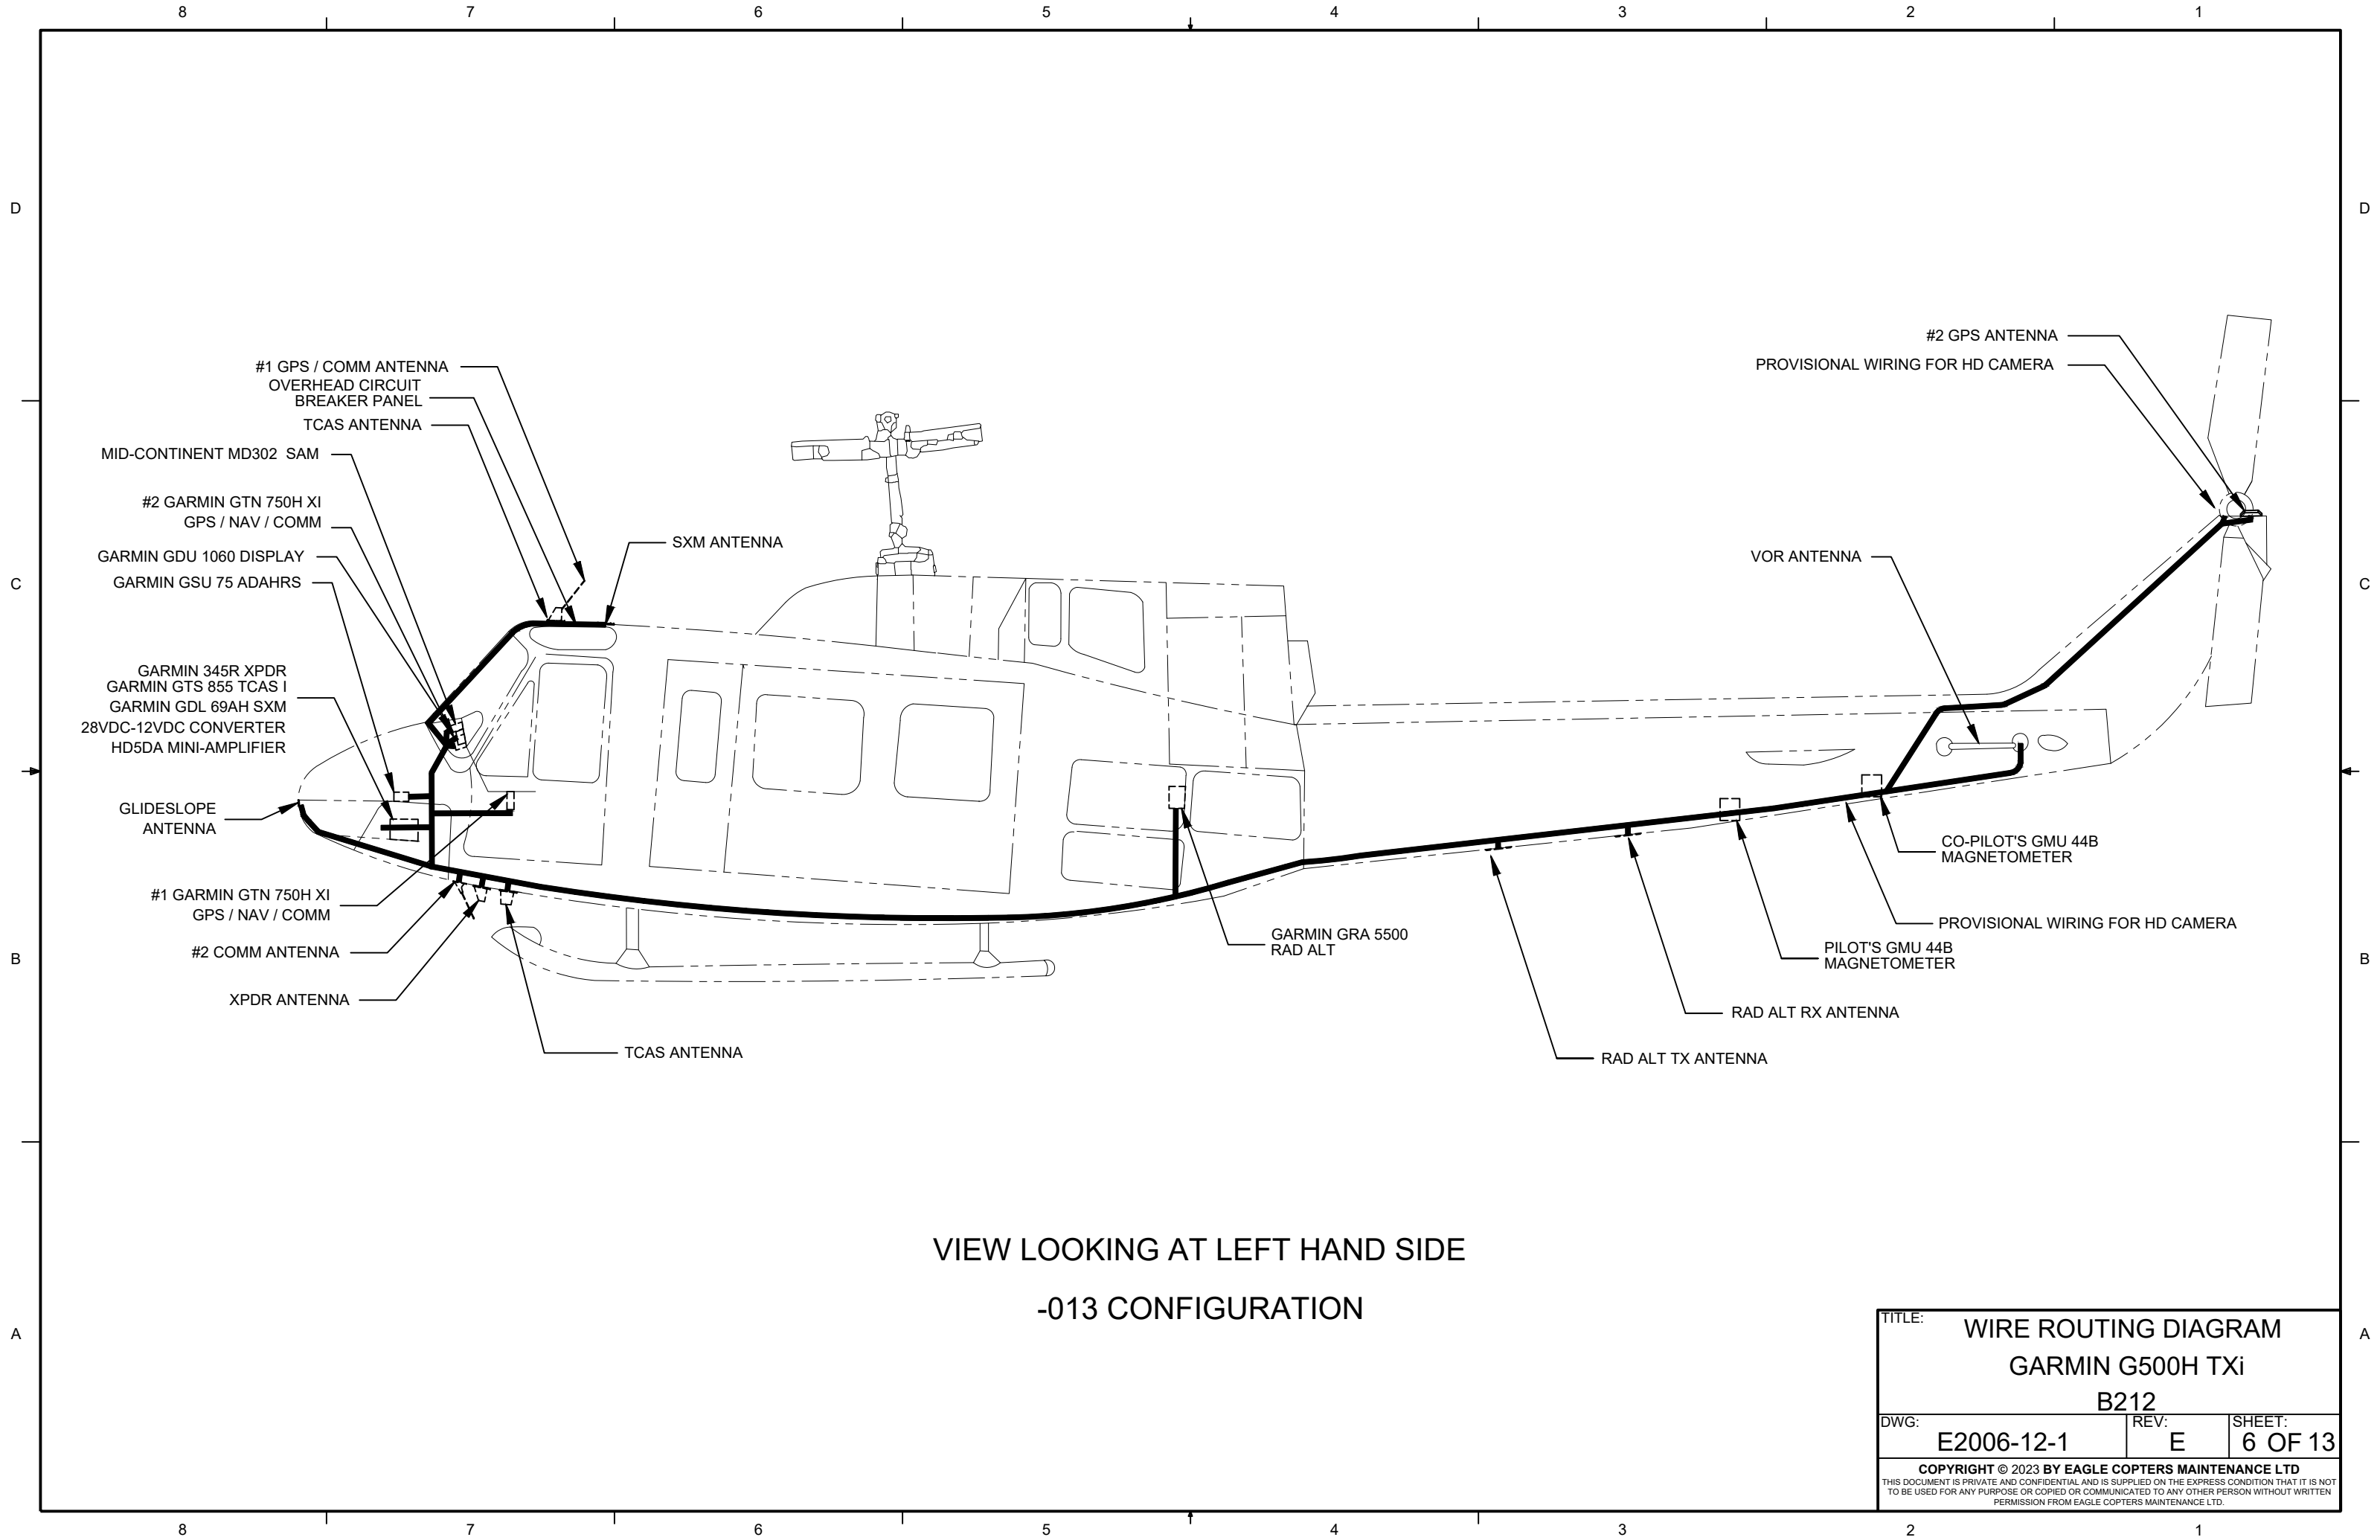 8 7 6 5 4 3 2 1
D D
#1 GPS / COMM ANTENNA
OVERHEAD CIRCUIT
BREAKER PANEL
TCAS ANTENNA
MID-CONTINENT MD302 SAM
#2 GARMIN GTN 750H XI
GPS / NAV / COMM
GARMIN GDU 1060 DISPLAY
GARMIN GSU 75 ADAHRS
SXM ANTENNA
#2 GPS ANTENNA
PROVISIONAL WIRING FOR HD CAMERA
VOR ANTENNA
C C
GARMIN 345R XPDR
GARMIN GTS 855 TCAS I
GARMIN GDL 69AH SXM
28VDC-12VDC CONVERTER
HD5DA MINI-AMPLIFIER
GLIDESLOPE
ANTENNA
#1 GARMIN GTN 750H XI
GPS / NAV / COMM
#2 COMM ANTENNA
XPDR ANTENNA
TCAS ANTENNA
GARMIN GRA 5500
RAD ALT
CO-PILOT'S GMU 44B
MAGNETOMETER
PROVISIONAL WIRING FOR HD CAMERA
PILOT'S GMU 44B
MAGNETOMETER
RAD ALT RX ANTENNA
RAD ALT TX ANTENNA
B B
VIEW LOOKING AT LEFT HAND SIDE
-013 CONFIGURATION
A A
TITLE:
WIRE ROUTING DIAGRAM
GARMIN G500H TXi
B212
DWG: REV: SHEET:
E2006-12-1 E 6 OF 13
COPYRIGHT © 2023 BY EAGLE COPTERS MAINTENANCE LTD
THIS DOCUMENT IS PRIVATE AND CONFIDENTIAL AND IS SUPPLIED ON THE EXPRESS CONDITION THAT IT IS NOT
TO BE USED FOR ANY PURPOSE OR COPIED OR COMMUNICATED TO ANY OTHER PERSON WITHOUT WRITTEN
PERMISSION FROM EAGLE COPTERS MAINTENANCE LTD.
8 7 6 5 4 3 2 1